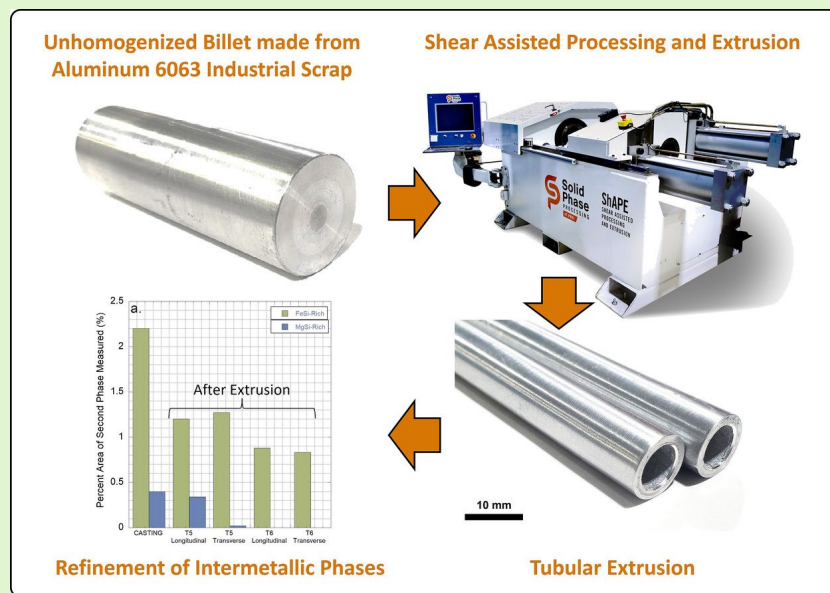 Unhomogenized Billet made from
Aluminum 6063 Industrial Scrap
Shear Assisted Processing and Extrusion
Solid
Phase
PROCESSING
ShAPE
SHEAR ASSISTED
PROCESSING
AND EXTRUSION
a.
FeSi-Rich
MgSi-Rich
After Extrusion
Percent Area of Second Phase Measured (%)
2.5
2
1.5
1
0.5
0
CASTING
T5
Longitudinal
T5
Transverse
T6
Longitudinal
T6
Transverse
10 mm
Refinement of Intermetallic Phases
Tubular Extrusion